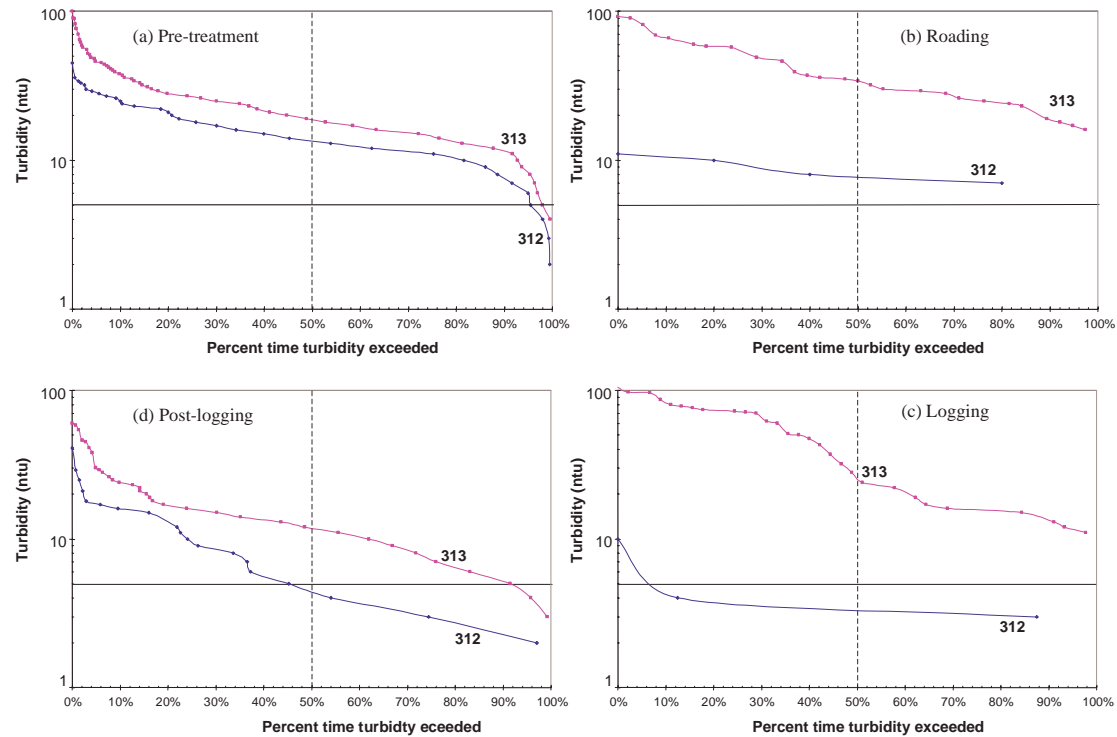 (a) Pre-treatment
Turbidity (ntu)
100
10
1
313
312
0% 10% 20% 30% 40% 50% 60% 70% 80% 90% 100%
Percent time turbidity exceeded
(b) Roading
Turbidity (ntu)
100
10
1
313
312
0% 10% 20% 30% 40% 50% 60% 70% 80% 90% 100%
Percent time turbidity exceeded
(d) Post-logging
Turbidity (ntu)
100
10
1
313
312
0% 10% 20% 30% 40% 50% 60% 70% 80% 90% 100%
Percent time turbidty eceeded
(c) Logging
Turbidity (ntu)
100
10
1
313
312
0% 10% 20% 30% 40% 50% 60% 70% 80% 90% 100%
Percent time turbidity exceeded